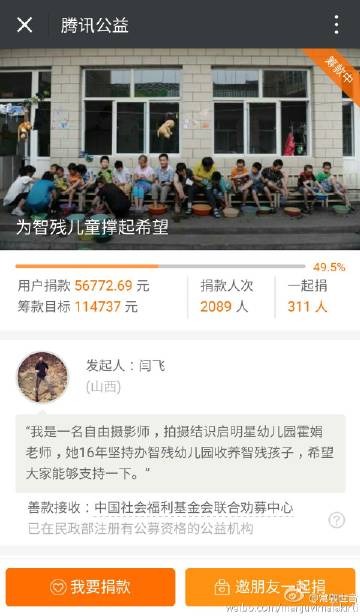 腾讯公益
筹款中
为智残儿童撑起希望
49.5%
用户捐款 56772.69 元
捐款人次
一起捐
筹款目标 114737 元
2089 人
311 人
发起人：闫飞
(山西)
“我是一名自由摄影师，拍摄结识启明星幼儿园霍娟
老师，她16年坚持办智残幼儿园收养智残孩子，希望
大家能够支持一下。”
善款接收：中国社会福利基金会联合劝募中心
已在民政部注册有公募资格的公益机构
?
我要捐款
邀朋友一起捐